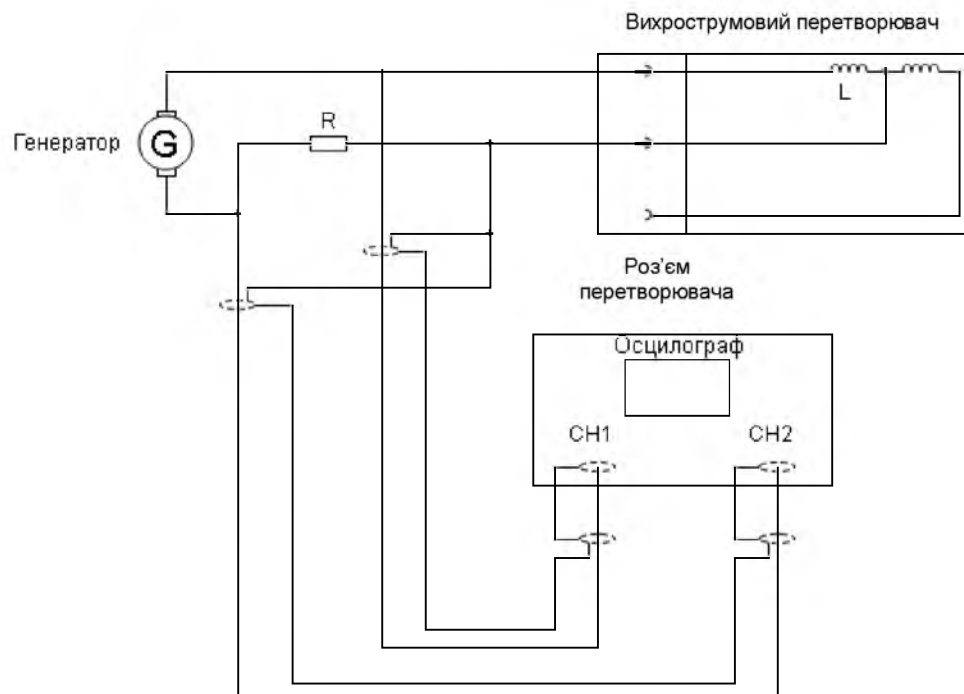 Вихрострумовий перетворювач
L
R
Генератор
G
Роз'єм
перетворювача
Осцилограф
CH1
CH2